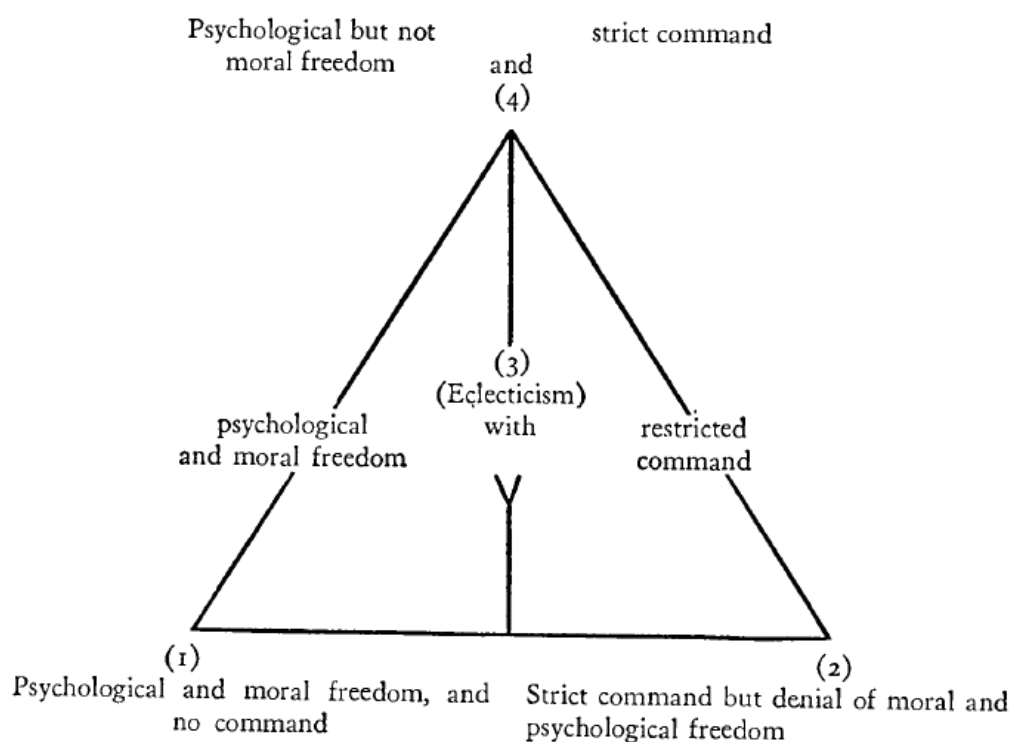 Psychological but not
moral freedom
and
strict command
(4)
(3)
(Eclecticism)
with
psychological
and moral freedom
restricted
command
(1)
Psychological and moral freedom, and
no command
(2)
Strict command but denial of moral and
psychological freedom